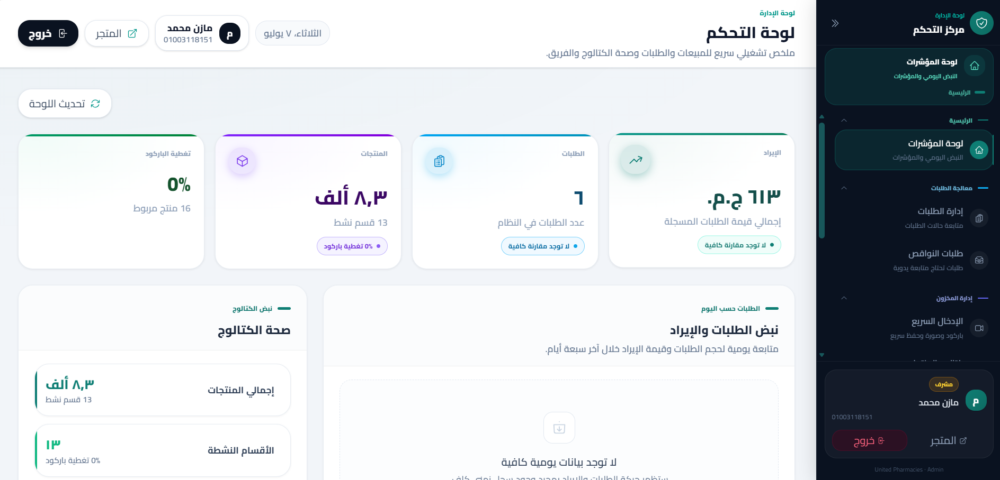 لوحة الإدارة
مركز التحكم
لوحة المؤشرات
النبض اليومي والمؤشرات
الرئيسية
الرئيسية
لوحة المؤشرات
النبض اليومي والمؤشرات
معالجة الطلبات
إدارة الطلبات
متابعة حالات الطلبات
طلبات النواقص
طلبات تحتاج متابعة يدوية
إدارة المخزون
الإدخال السريع
باركود وصورة وحفظ سريع
مشرف
م
مازن محمد
01003118151
المتجر
خروج
United Pharmacies · Admin
لوحة الإدارة
لوحة التحكم
ملخص تشغيلي سريع للمبيعات والطلبات وصحة الكتالوج والفريق.
الثلاثاء، ٧ يوليو
م
مازن محمد
01003118151
المتجر
خروج
تحديث اللوحة
الإيراد
٦١٣ ج.م.
إجمالي قيمة الطلبات المسجلة
لا توجد مقارنة كافية
الطلبات
٦
عدد الطلبات في النظام
لا توجد مقارنة كافية
المنتجات
٨,٣ ألف
13 قسم نشط
0% تغطية باركود
تغطية الباركود
0%
16 منتج مربوط
الطلبات حسب اليوم
نبض الطلبات والإيراد
متابعة يومية لحجم الطلبات وقيمة الإيراد خلال آخر سبعة أيام.
لا توجد بيانات يومية كافية
نبض الكتالوج
صحة الكتالوج
إجمالي المنتجات
٨,٣ ألف
13 قسم نشط
الأقسام النشطة
١٣
0% تغطية باركود